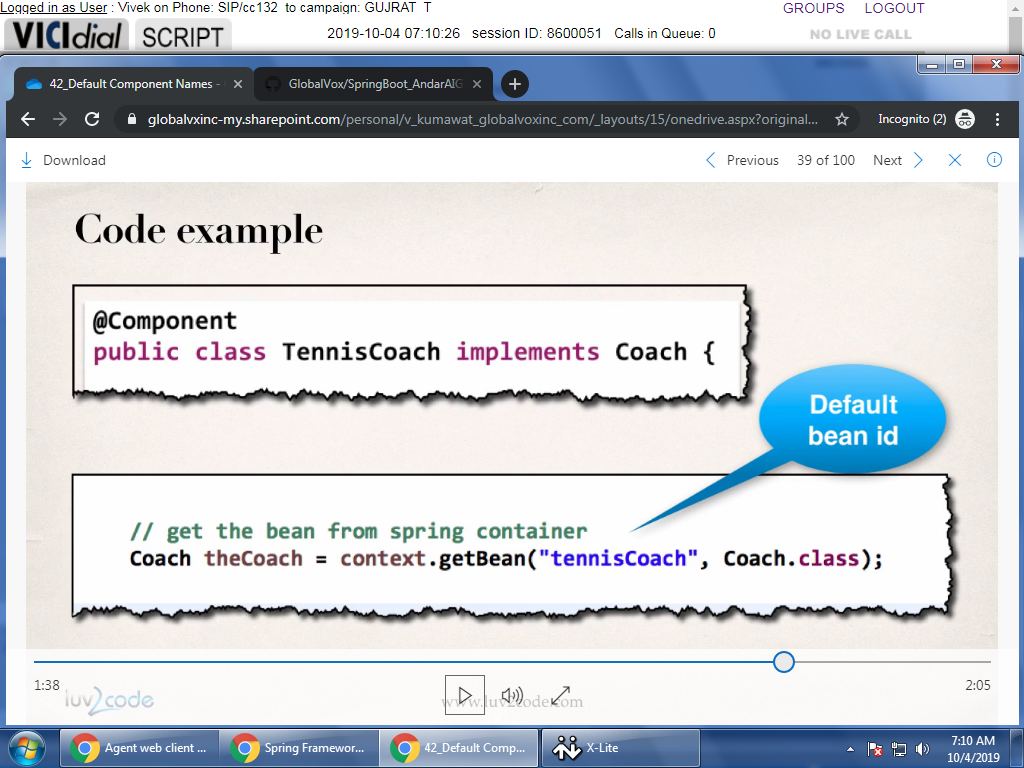 Logged in as User : Vivek on Phone: SIP/cc132 to campaign: GUJRAT_T
GROUPS LOGOUT
VICIdial SCRIPT 2019-10-04 07:10:26 session ID: 8600051 Calls in Queue: 0 NO LIVE CALL
42_Default Component Names - GlobalVox/SpringBoot_AndarAIG
globalvxinc-my.sharepoint.com/personal/v_kumawat_globalvoxinc_com/_layouts/15/onedrive.aspx?original... Incognito (2)
Download Previous 39 of 100 Next
Code example
@Component
public class TennisCoach implements Coach {
Default
bean id
// get the bean from spring container
Coach theCoach = context.getBean("tennisCoach", Coach.class);
1:38 2:05
luv2code www.luv2code.com
Agent web client ... Spring Framewor... 42_Default Comp... X-Lite 7:10 AM
10/4/2019